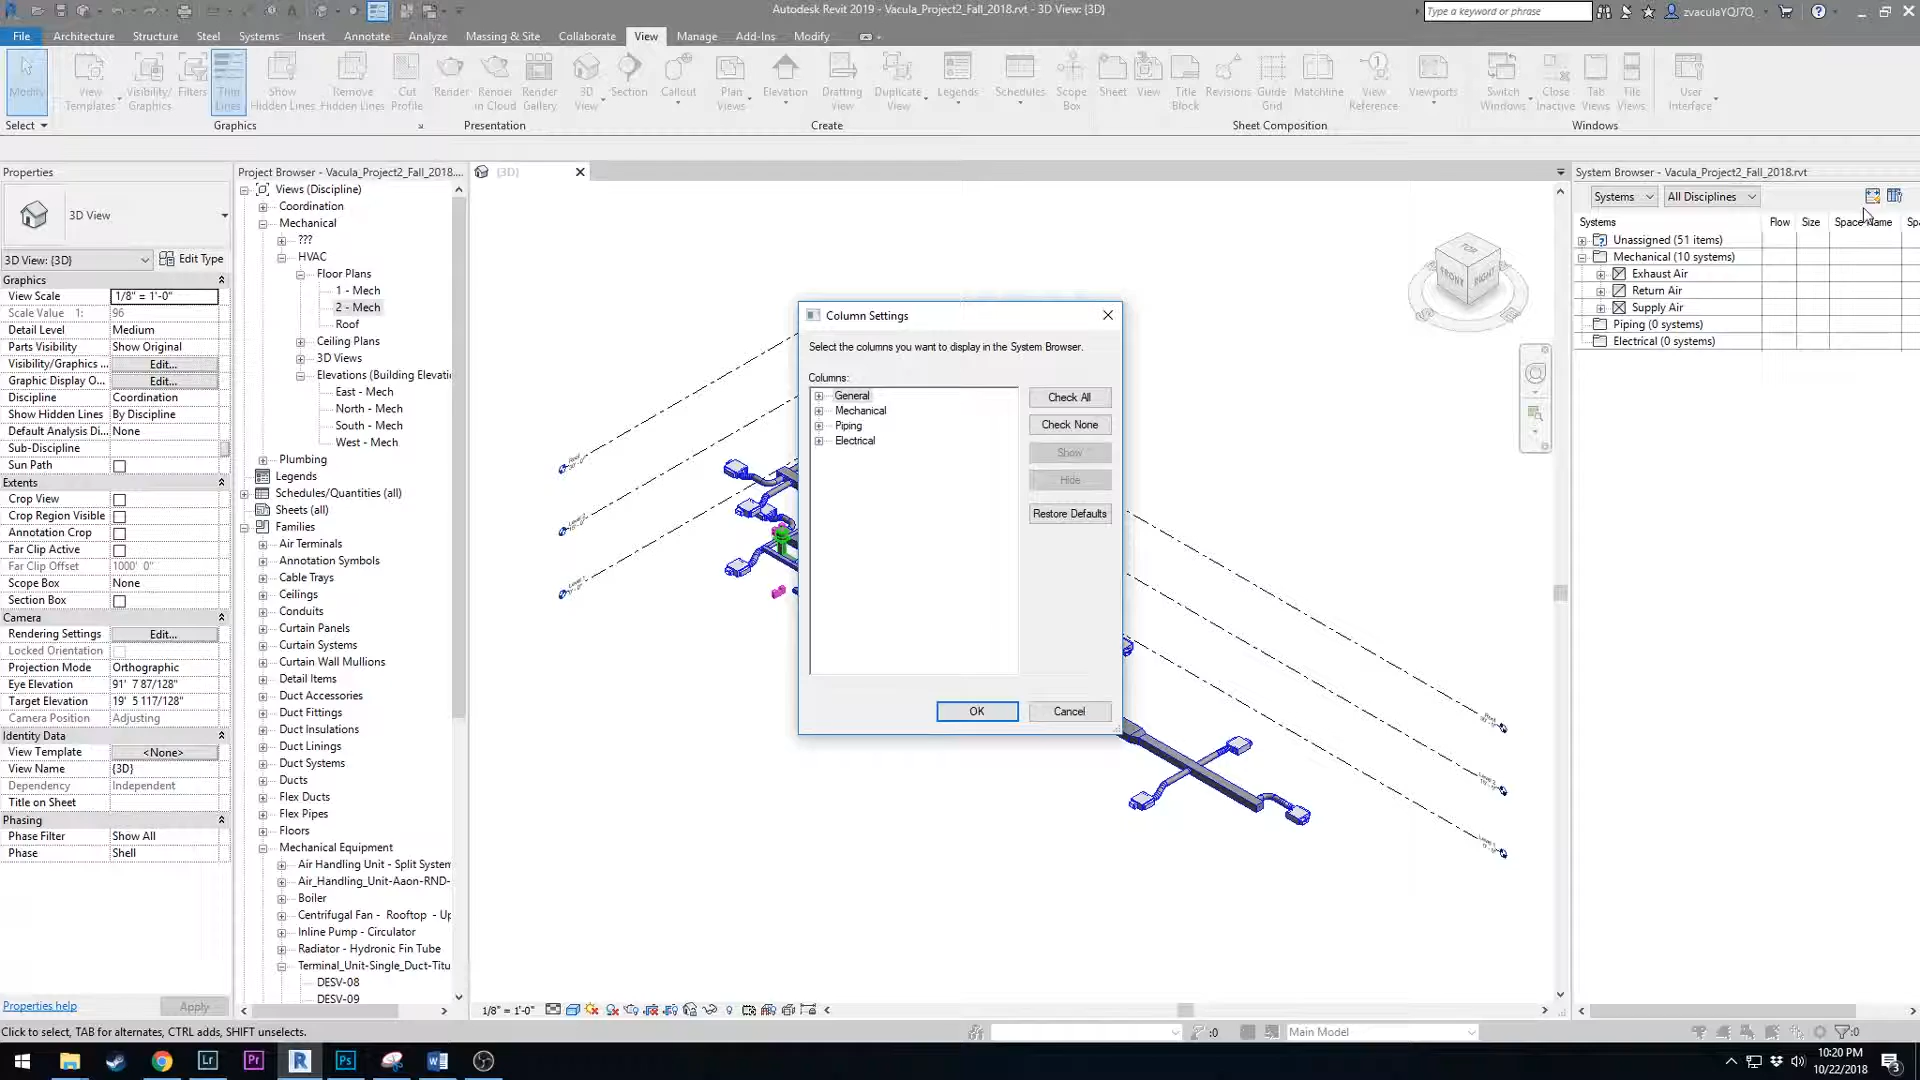 Autodesk Revit 2019 - Vacula_Project2_Fall_2018.rvt - 3D View: {3D}
Type a keyword or phrase
zvaculaYQJ7Q
File Architecture Structure Steel Systems Insert Annotate Analyze Massing & Site Collaborate View Manage Add-Ins Modify
Modify
View Templates
Visibility/ Graphics
Filters
Thin Lines
Show Hidden Lines
Remove Hidden Lines
Cut Profile
Render
Render in Cloud
Render Gallery
3D View
Section
Callout
Plan Views
Elevation
Drafting View
Duplicate View
Legends
Schedules
Scope Box
Sheet
View
Title Block
Revisions
Guide Grid
Matchline
View Reference
Viewports
Switch Windows
Close Inactive
Tab Views
Tile Views
User Interface
Select Graphics Presentation Create Sheet Composition Windows
Properties
3D View
3D View: {3D}
Edit Type
Graphics
View Scale 1/8" = 1'-0"
Scale Value 1: 96
Detail Level Medium
Parts Visibility Show Original
Visibility/Graphics ... Edit...
Graphic Display O... Edit...
Discipline Coordination
Show Hidden Lines By Discipline
Default Analysis Di... None
Sub-Discipline
Sun Path
Extents
Crop View
Crop Region Visible
Annotation Crop
Far Clip Active
Far Clip Offset 1000' 0"
Scope Box None
Section Box
Camera
Rendering Settings Edit...
Locked Orientation
Projection Mode Orthographic
Eye Elevation 91' 7 87/128"
Target Elevation 19' 5 117/128"
Camera Position Adjusting
Identity Data
View Template <None>
View Name {3D}
Dependency Independent
Title on Sheet
Phasing
Phase Filter Show All
Phase Shell
Properties help
Apply
Project Browser - Vacula_Project2_Fall_2018....
Views (Discipline)
Coordination
Mechanical
???
HVAC
Floor Plans
1 - Mech
2 - Mech
Roof
Ceiling Plans
3D Views
Elevations (Building Elevatio
East - Mech
North - Mech
South - Mech
West - Mech
Plumbing
Legends
Schedules/Quantities (all)
Sheets (all)
Families
Air Terminals
Annotation Symbols
Cable Trays
Ceilings
Conduits
Curtain Panels
Curtain Systems
Curtain Wall Mullions
Detail Items
Duct Accessories
Duct Fittings
Duct Insulations
Duct Linings
Duct Systems
Ducts
Flex Ducts
Flex Pipes
Floors
Mechanical Equipment
Air Handling Unit - Split System
Air_Handling_Unit-Aaon-RND-
Boiler
Centrifugal Fan - Rooftop - Up
Inline Pump - Circulator
Radiator - Hydronic Fin Tube
Terminal_Unit-Single_Duct-Titu
DESV-08
DESV-09
{3D}
TOP
FRONT
RIGHT
Column Settings
Select the columns you want to display in the System Browser.
Columns:
General
Mechanical
Piping
Electrical
Check All
Check None
Show
Hide
Restore Defaults
OK
Cancel
System Browser - Vacula_Project2_Fall_2018.rvt
Systems
All Disciplines
Systems Flow Size Space Name Sp
Unassigned (51 items)
Mechanical (10 systems)
Exhaust Air
Return Air
Supply Air
Piping (0 systems)
Electrical (0 systems)
1/8" = 1'-0"
Click to select, TAB for alternates, CTRL adds, SHIFT unselects.
:0
Main Model
:0
Lr
Pr
R
Ps
10:20 PM
10/22/2018
3